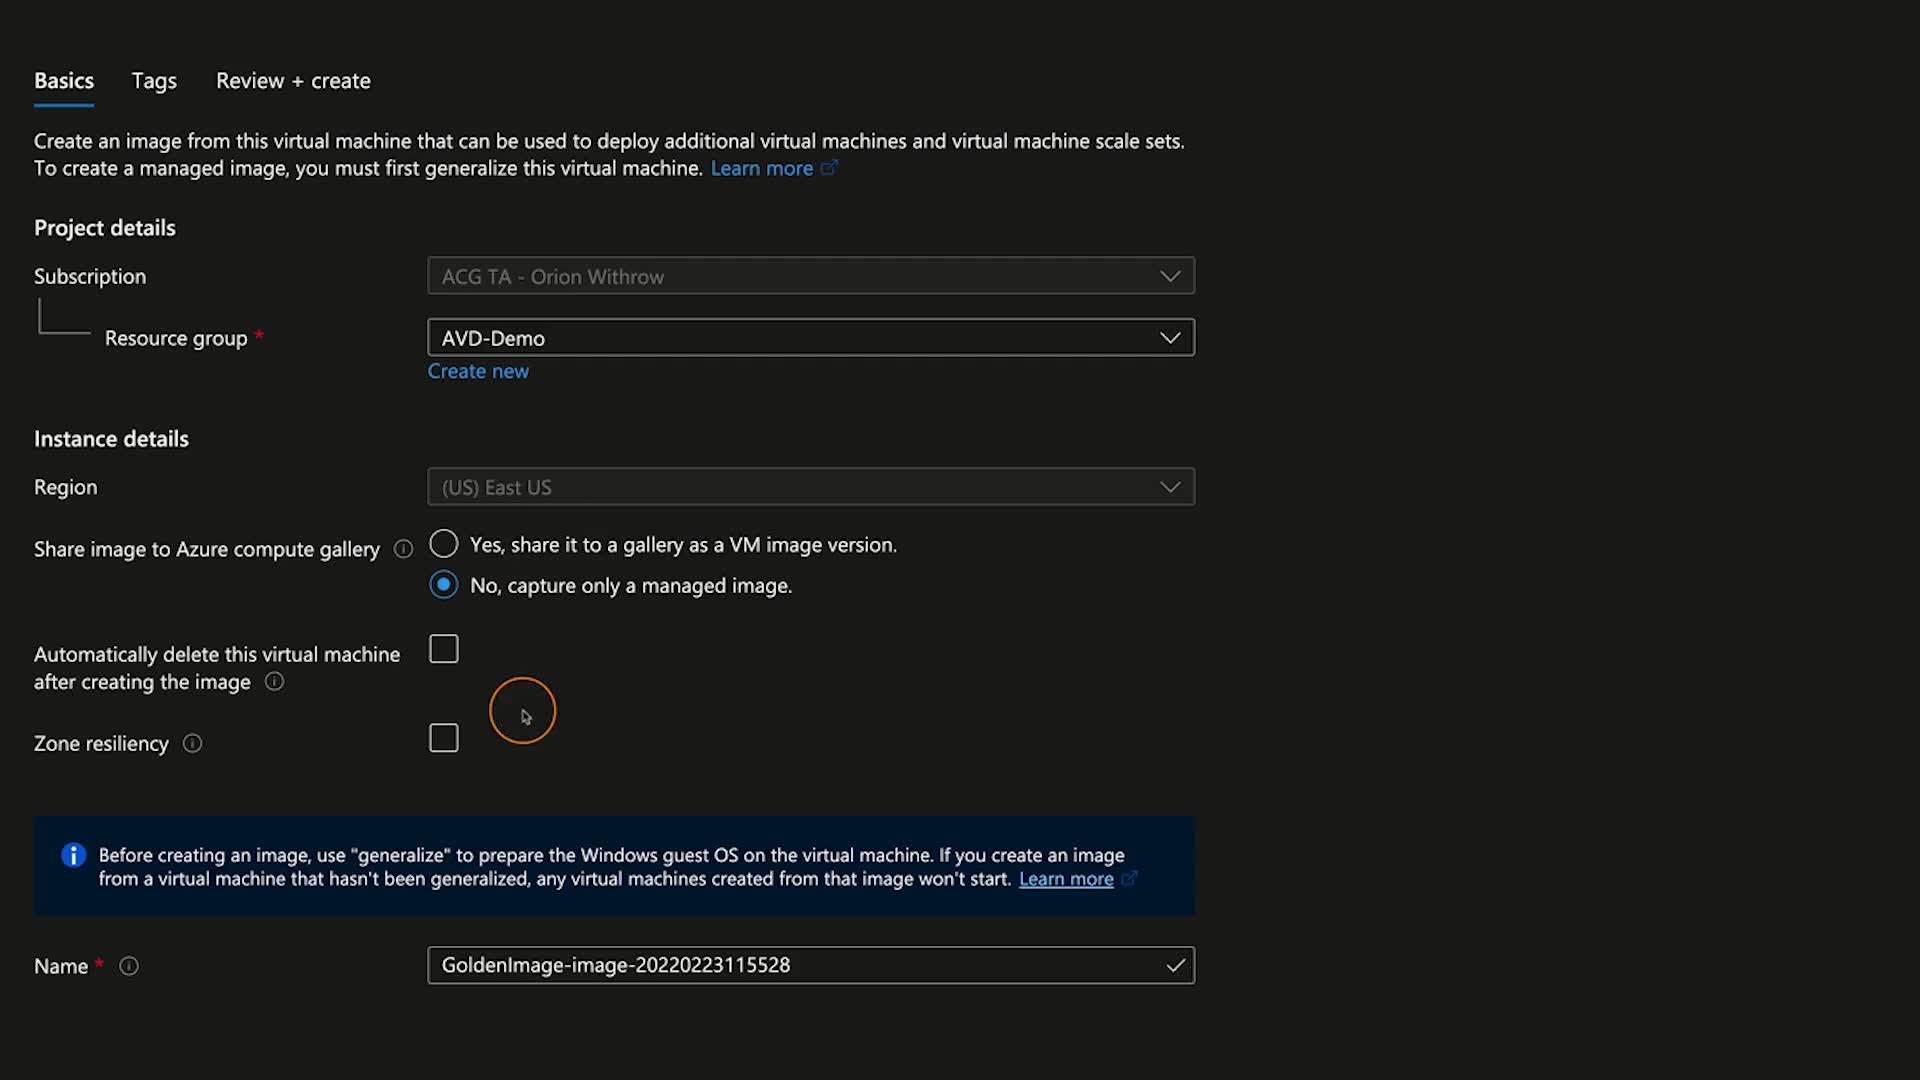 Basics Tags Review + create
Create an image from this virtual machine that can be used to deploy additional virtual machines and virtual machine scale sets.
To create a managed image, you must first generalize this virtual machine. Learn more
Project details
Subscription ACG TA - Orion Withrow
Resource group * AVD-Demo
Create new
Instance details
Region (US) East US
Share image to Azure compute gallery Yes, share it to a gallery as a VM image version.
No, capture only a managed image.
Automatically delete this virtual machine
after creating the image
Zone resiliency
Before creating an image, use "generalize" to prepare the Windows guest OS on the virtual machine. If you create an image
from a virtual machine that hasn't been generalized, any virtual machines created from that image won't start. Learn more
Name * GoldenImage-image-20220223115528